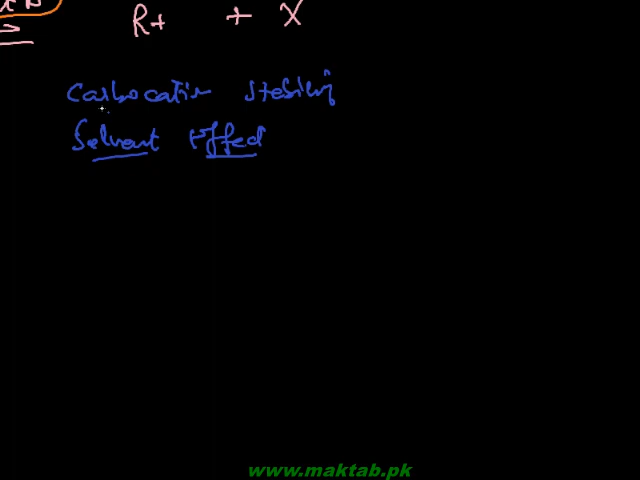 R+ + X
Carbocation stability
Solvent effect
www.maktab.pk